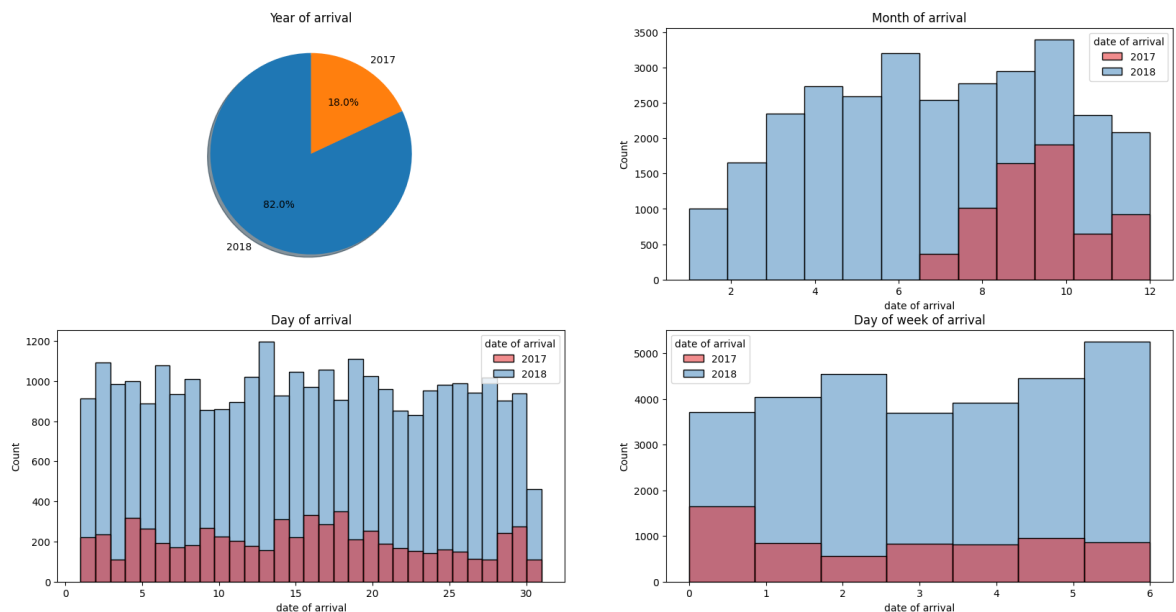 Year of arrival
2017
18.0%
82.0%
2018
Month of arrival
3500
3000
2500
2000
1500
1000
500
0
Count
date of arrival
2017
2018
2 4 6 8 10 12
date of arrival
Day of arrival
1200
1000
800
600
400
200
0
Count
date of arrival
2017
2018
0 5 10 15 20 25 30
date of arrival
Day of week of arrival
5000
4000
3000
2000
1000
0
Count
date of arrival
2017
2018
0 1 2 3 4 5 6
date of arrival